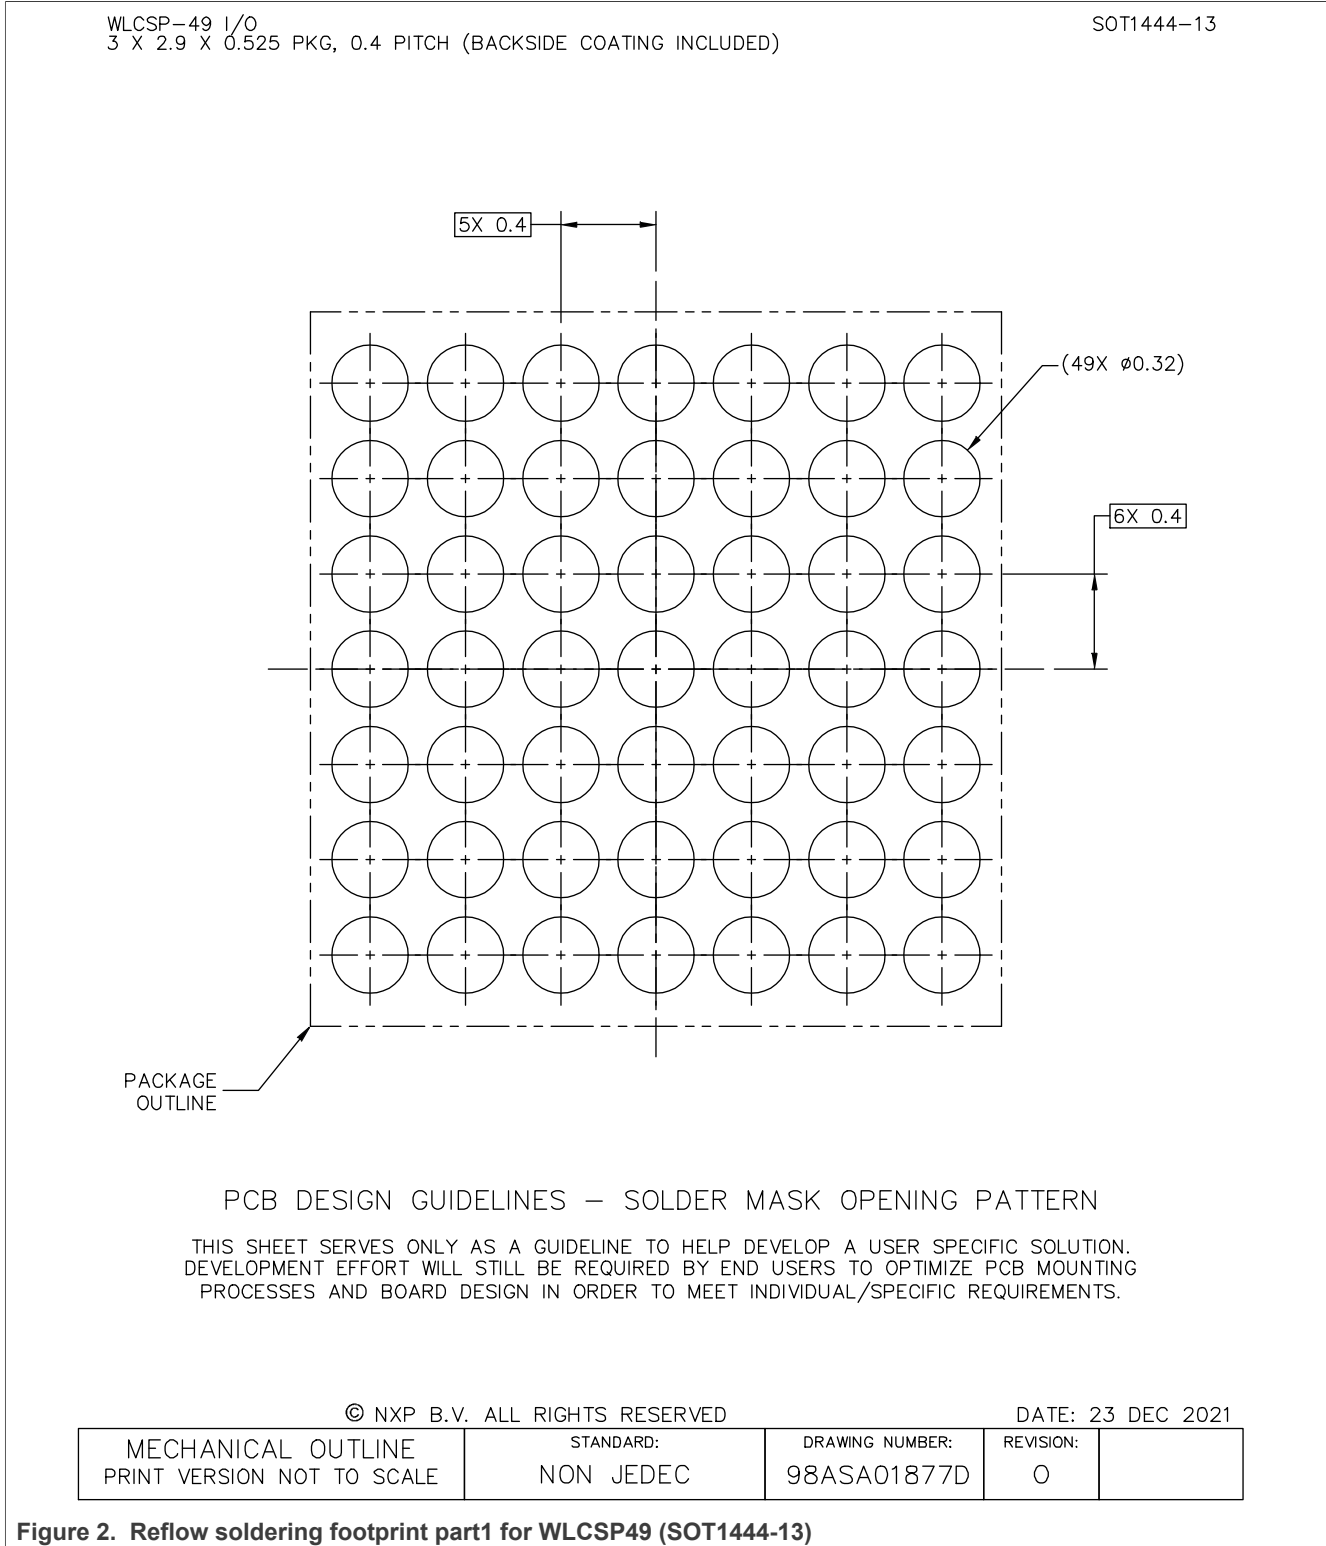 WLCSP-49 I/O
3 X 2.9 X 0.525 PKG, 0.4 PITCH (BACKSIDE COATING INCLUDED)
SOT1444-13
5X 0.4
(49X ⌀0.32)
6X 0.4
PACKAGE
OUTLINE
PCB DESIGN GUIDELINES – SOLDER MASK OPENING PATTERN
THIS SHEET SERVES ONLY AS A GUIDELINE TO HELP DEVELOP A USER SPECIFIC SOLUTION.
DEVELOPMENT EFFORT WILL STILL BE REQUIRED BY END USERS TO OPTIMIZE PCB MOUNTING
PROCESSES AND BOARD DESIGN IN ORDER TO MEET INDIVIDUAL/SPECIFIC REQUIREMENTS.
© NXP B.V. ALL RIGHTS RESERVED
DATE: 23 DEC 2021
MECHANICAL OUTLINE
PRINT VERSION NOT TO SCALE
STANDARD:
NON JEDEC
DRAWING NUMBER:
98ASA01877D
REVISION:
O
Figure 2. Reflow soldering footprint part1 for WLCSP49 (SOT1444-13)